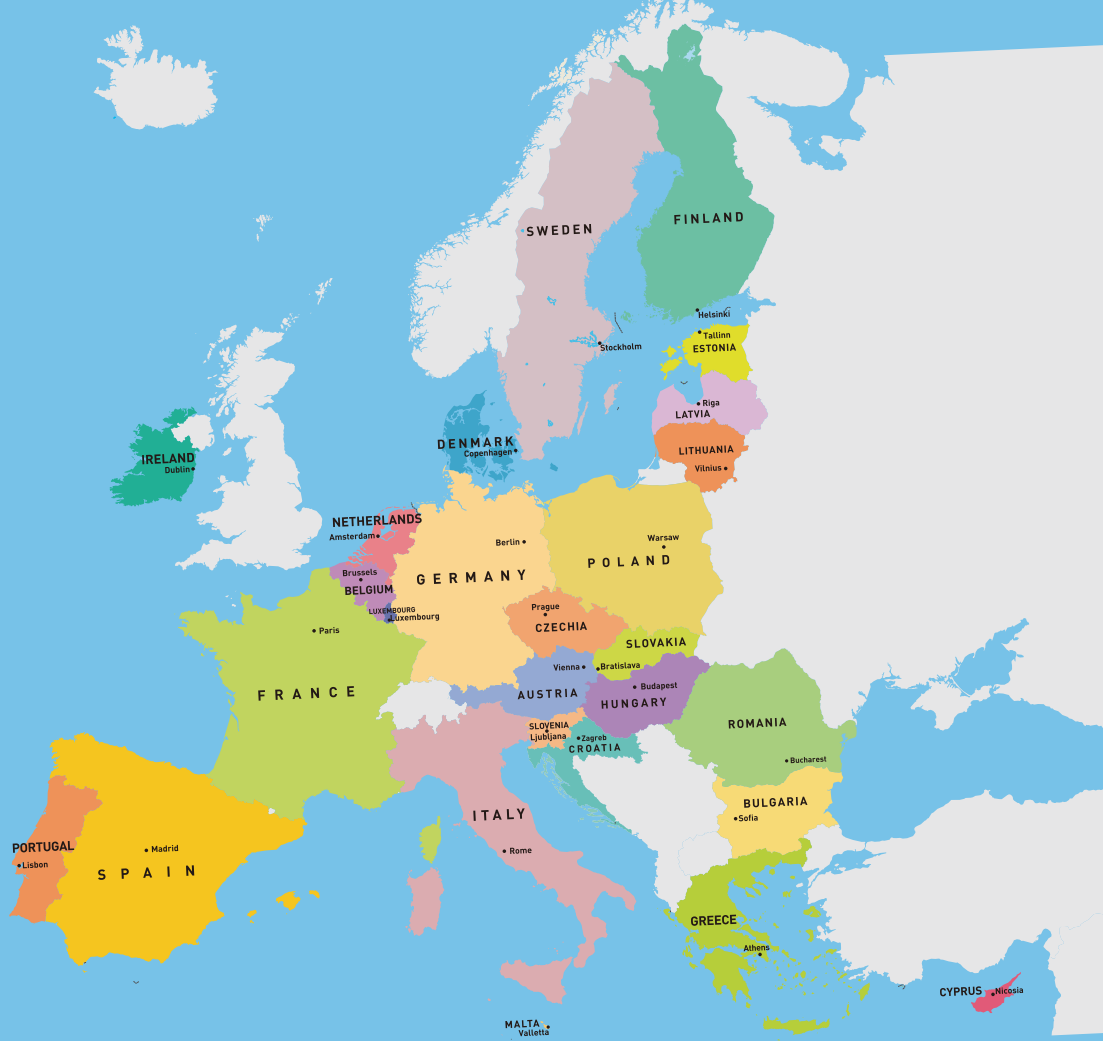 FINLAND
SWEDEN
Helsinki
Tallinn
ESTONIA
Stockholm
Riga
LATVIA
DENMARK
Copenhagen
LITHUANIA
Vilnius
IRELAND
Dublin
NETHERLANDS
Amsterdam
Berlin
Warsaw
POLAND
Brussels
BELGIUM
GERMANY
LUXEMBOURG
Luxembourg
Prague
CZECHIA
Paris
SLOVAKIA
Vienna
Bratislava
FRANCE
AUSTRIA
Budapest
HUNGARY
SLOVENIA
Ljubljana
Zagreb
CROATIA
ROMANIA
Bucharest
BULGARIA
Sofia
ITALY
Rome
PORTUGAL
Lisbon
Madrid
SPAIN
GREECE
Athens
CYPRUS
Nicosia
MALTA
Valletta